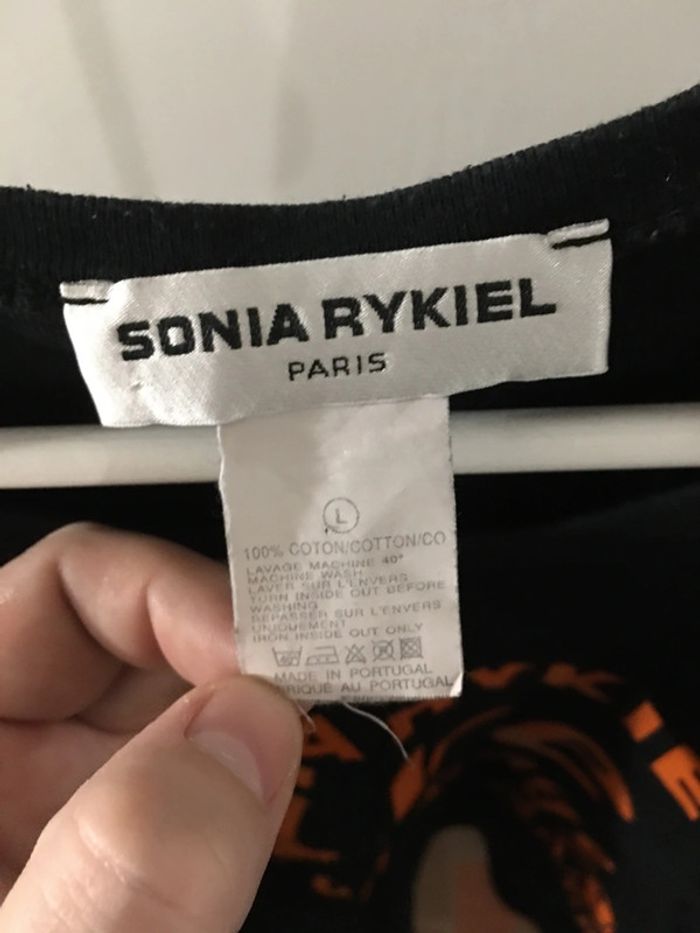 SONIA RYKIEL
PARIS
L
100% COTON/COTTON/CO
LAVAGE MACHINE 40°
MACHINE WASH
LAVER SUR L'ENVERS
TURN INSIDE OUT BEFORE
WASHING
REPASSER SUR L'ENVERS
UNIQUEMENT
IRON INSIDE OUT ONLY
MADE IN PORTUGAL
RIQUE AU PORTUGAL